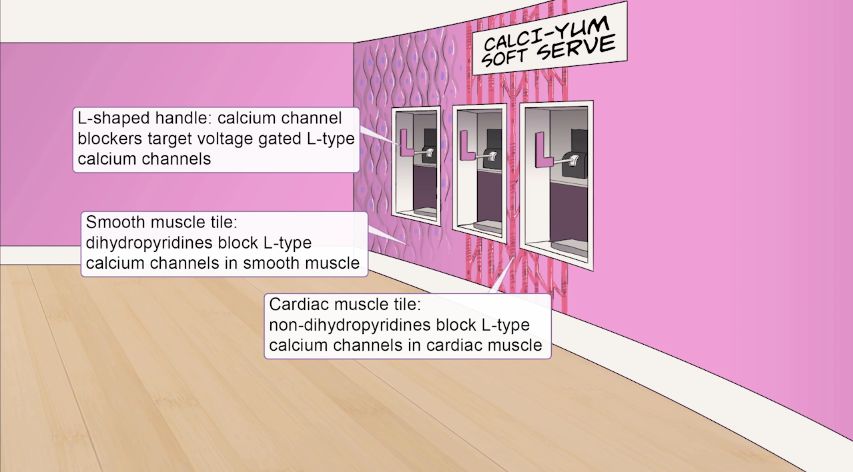 CALCI-YUM
SOFT SERVE
L-shaped handle: calcium channel
blockers target voltage gated L-type
calcium channels
L
L
L
Smooth muscle tile:
dihydropyridines block L-type
calcium channels in smooth muscle
Cardiac muscle tile:
non-dihydropyridines block L-type
calcium channels in cardiac muscle